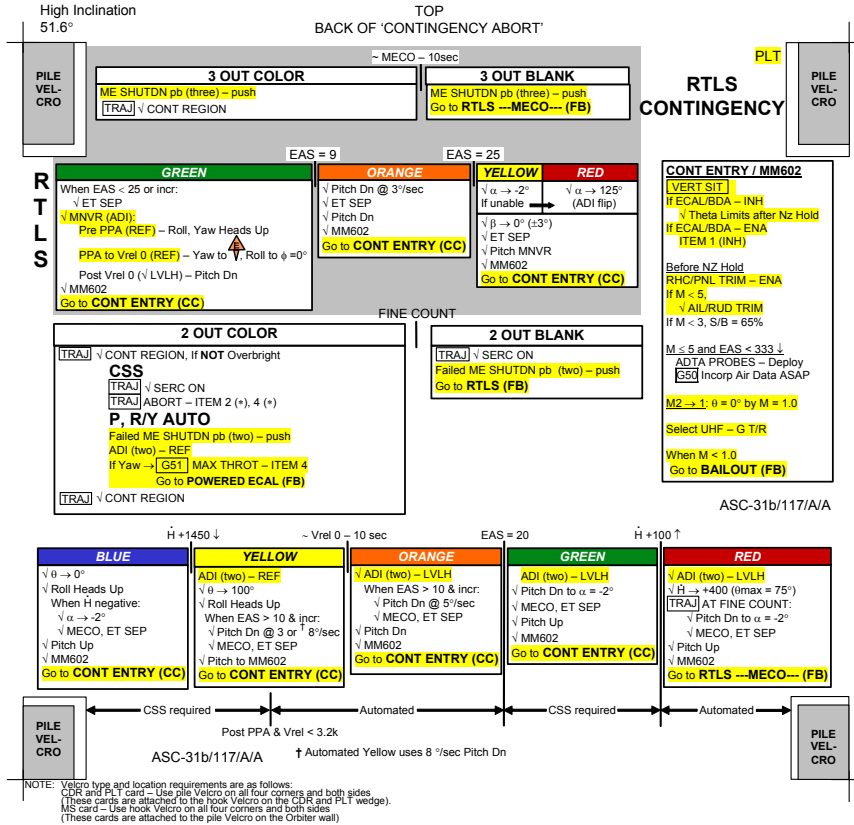 High Inclination
51.6°
TOP
BACK OF 'CONTINGENCY ABORT'
PILE
VEL-
CRO
~ MECO – 10sec
3 OUT COLOR
ME SHUTDN pb (three) – push
TRAJ √ CONT REGION
3 OUT BLANK
ME SHUTDN pb (three) – push
Go to RTLS ---MECO--- (FB)
PLT
RTLS
CONTINGENCY
PILE
VEL-
CRO
R
T
L
S
EAS = 9
EAS = 25
GREEN
When EAS < 25 or incr:
√ ET SEP
√ MNVR (ADI):
Pre PPA (REF) – Roll, Yaw Heads Up
PPA to Vrel 0 (REF) – Yaw to E, Roll to ϕ =0°
Post Vrel 0 (√ LVLH) – Pitch Dn
√ MM602
Go to CONT ENTRY (CC)
ORANGE
√ Pitch Dn @ 3°/sec
√ ET SEP
√ Pitch Dn
√ MM602
Go to CONT ENTRY (CC)
YELLOW
√ α → -2°
If unable
RED
√ α → 125°
(ADI flip)
√ β → 0° (±3°)
√ ET SEP
√ Pitch MNVR
√ MM602
Go to CONT ENTRY (CC)
CONT ENTRY / MM602
VERT SIT
If ECAL/BDA – INH
√ Theta Limits after Nz Hold
If ECAL/BDA – ENA
ITEM 1 (INH)
Before NZ Hold
RHC/PNL TRIM – ENA
If M < 5,
√ AIL/RUD TRIM
If M < 3, S/B = 65%
M ≤ 5 and EAS < 333 ↓
ADTA PROBES – Deploy
G50 Incorp Air Data ASAP
M2 → 1: θ = 0° by M = 1.0
Select UHF – G T/R
When M < 1.0
Go to BAILOUT (FB)
FINE COUNT
2 OUT COLOR
TRAJ √ CONT REGION, If NOT Overbright
CSS
TRAJ √ SERC ON
TRAJ ABORT – ITEM 2 (∗), 4 (∗)
P, R/Y AUTO
Failed ME SHUTDN pb (two) – push
ADI (two) – REF
If Yaw → G51 MAX THROT – ITEM 4
Go to POWERED ECAL (FB)
TRAJ √ CONT REGION
2 OUT BLANK
TRAJ √ SERC ON
Failed ME SHUTDN pb (two) – push
Go to RTLS (FB)
ASC-31b/117/A/A
Ḣ +1450 ↓
~ Vrel 0 – 10 sec
EAS = 20
Ḣ +100 ↑
BLUE
√ θ → 0°
√ Roll Heads Up
When Ḣ negative:
√ α → -2°
√ MECO, ET SEP
√ Pitch Up
√ MM602
Go to CONT ENTRY (CC)
YELLOW
ADI (two) – REF
√ θ → 100°
√ Roll Heads Up
When EAS > 10 & incr:
√ Pitch Dn @ 3 or † 8°/sec
√ MECO, ET SEP
√ Pitch to MM602
Go to CONT ENTRY (CC)
ORANGE
√ ADI (two) – LVLH
When EAS > 10 & incr:
√ Pitch Dn @ 5°/sec
√ MECO, ET SEP
√ Pitch Dn
√ MM602
Go to CONT ENTRY (CC)
GREEN
ADI (two) – LVLH
√ Pitch Dn to α = -2°
√ MECO, ET SEP
√ Pitch Up
√ MM602
Go to CONT ENTRY (CC)
RED
√ ADI (two) – LVLH
√ Ḣ → +400 (θmax = 75°)
TRAJ AT FINE COUNT:
√ Pitch Dn to α = -2°
√ MECO, ET SEP
√ Pitch Up
√ MM602
Go to RTLS ---MECO--- (FB)
PILE
VEL-
CRO
CSS required
Automated
CSS required
Automated
PILE
VEL-
CRO
Post PPA & Vrel < 3.2k
ASC-31b/117/A/A
† Automated Yellow uses 8 °/sec Pitch Dn
NOTE: Velcro type and location requirements are as follows:
CDR and PLT card – Use pile Velcro on all four corners and both sides
(These cards are attached to the hook Velcro on the CDR and PLT wedge).
MS card – Use hook Velcro on all four corners and both sides
(These cards are attached to the pile Velcro on the Orbiter wall)